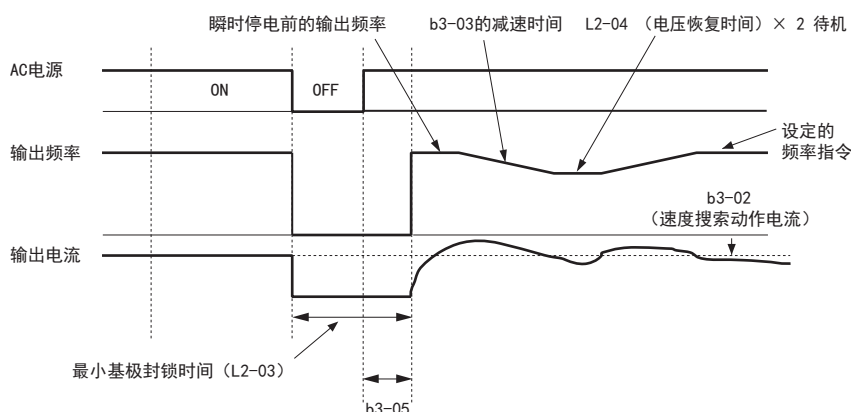 瞬时停电前的输出频率
b3-03的减速时间
L2-04 (电压恢复时间) × 2 待机
AC电源
ON
OFF
输出频率
设定的
频率指令
b3-02
(速度搜索动作电流)
输出电流
最小基极封锁时间 (L2-03)
b3-05